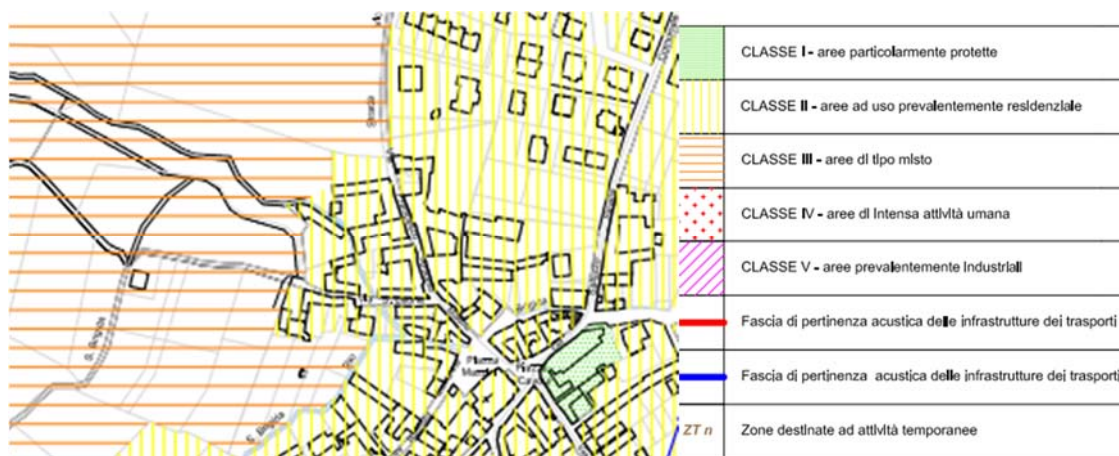 S. Brigida
S. Brigida
Piazza
CLASSE I - aree particolarmente protette
CLASSE II - aree ad uso prevalentemente residenziale
CLASSE III - aree di tipo misto
CLASSE IV - aree di intensa attività umana
CLASSE V - aree prevalentemente industriali
Fascia di pertinenza acustica delle infrastrutture dei trasporti
Fascia di pertinenza acustica delle infrastrutture dei trasporti
ZT n
Zone destinate ad attività temporanee